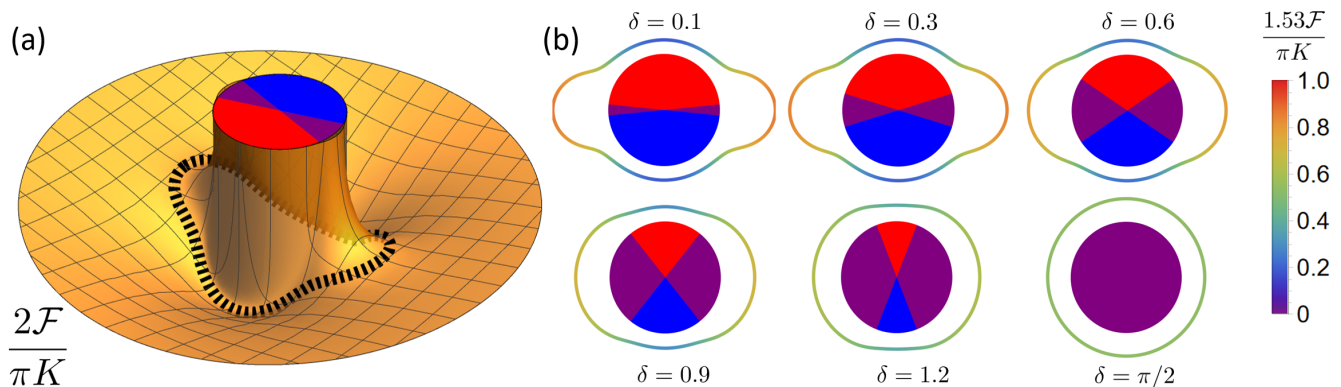 (a)
2𝓕
πK
(b)
δ = 0.1
δ = 0.3
δ = 0.6
δ = 0.9
δ = 1.2
δ = π/2
1.53𝓕
πK
1.0
0.8
0.6
0.4
0.2
0